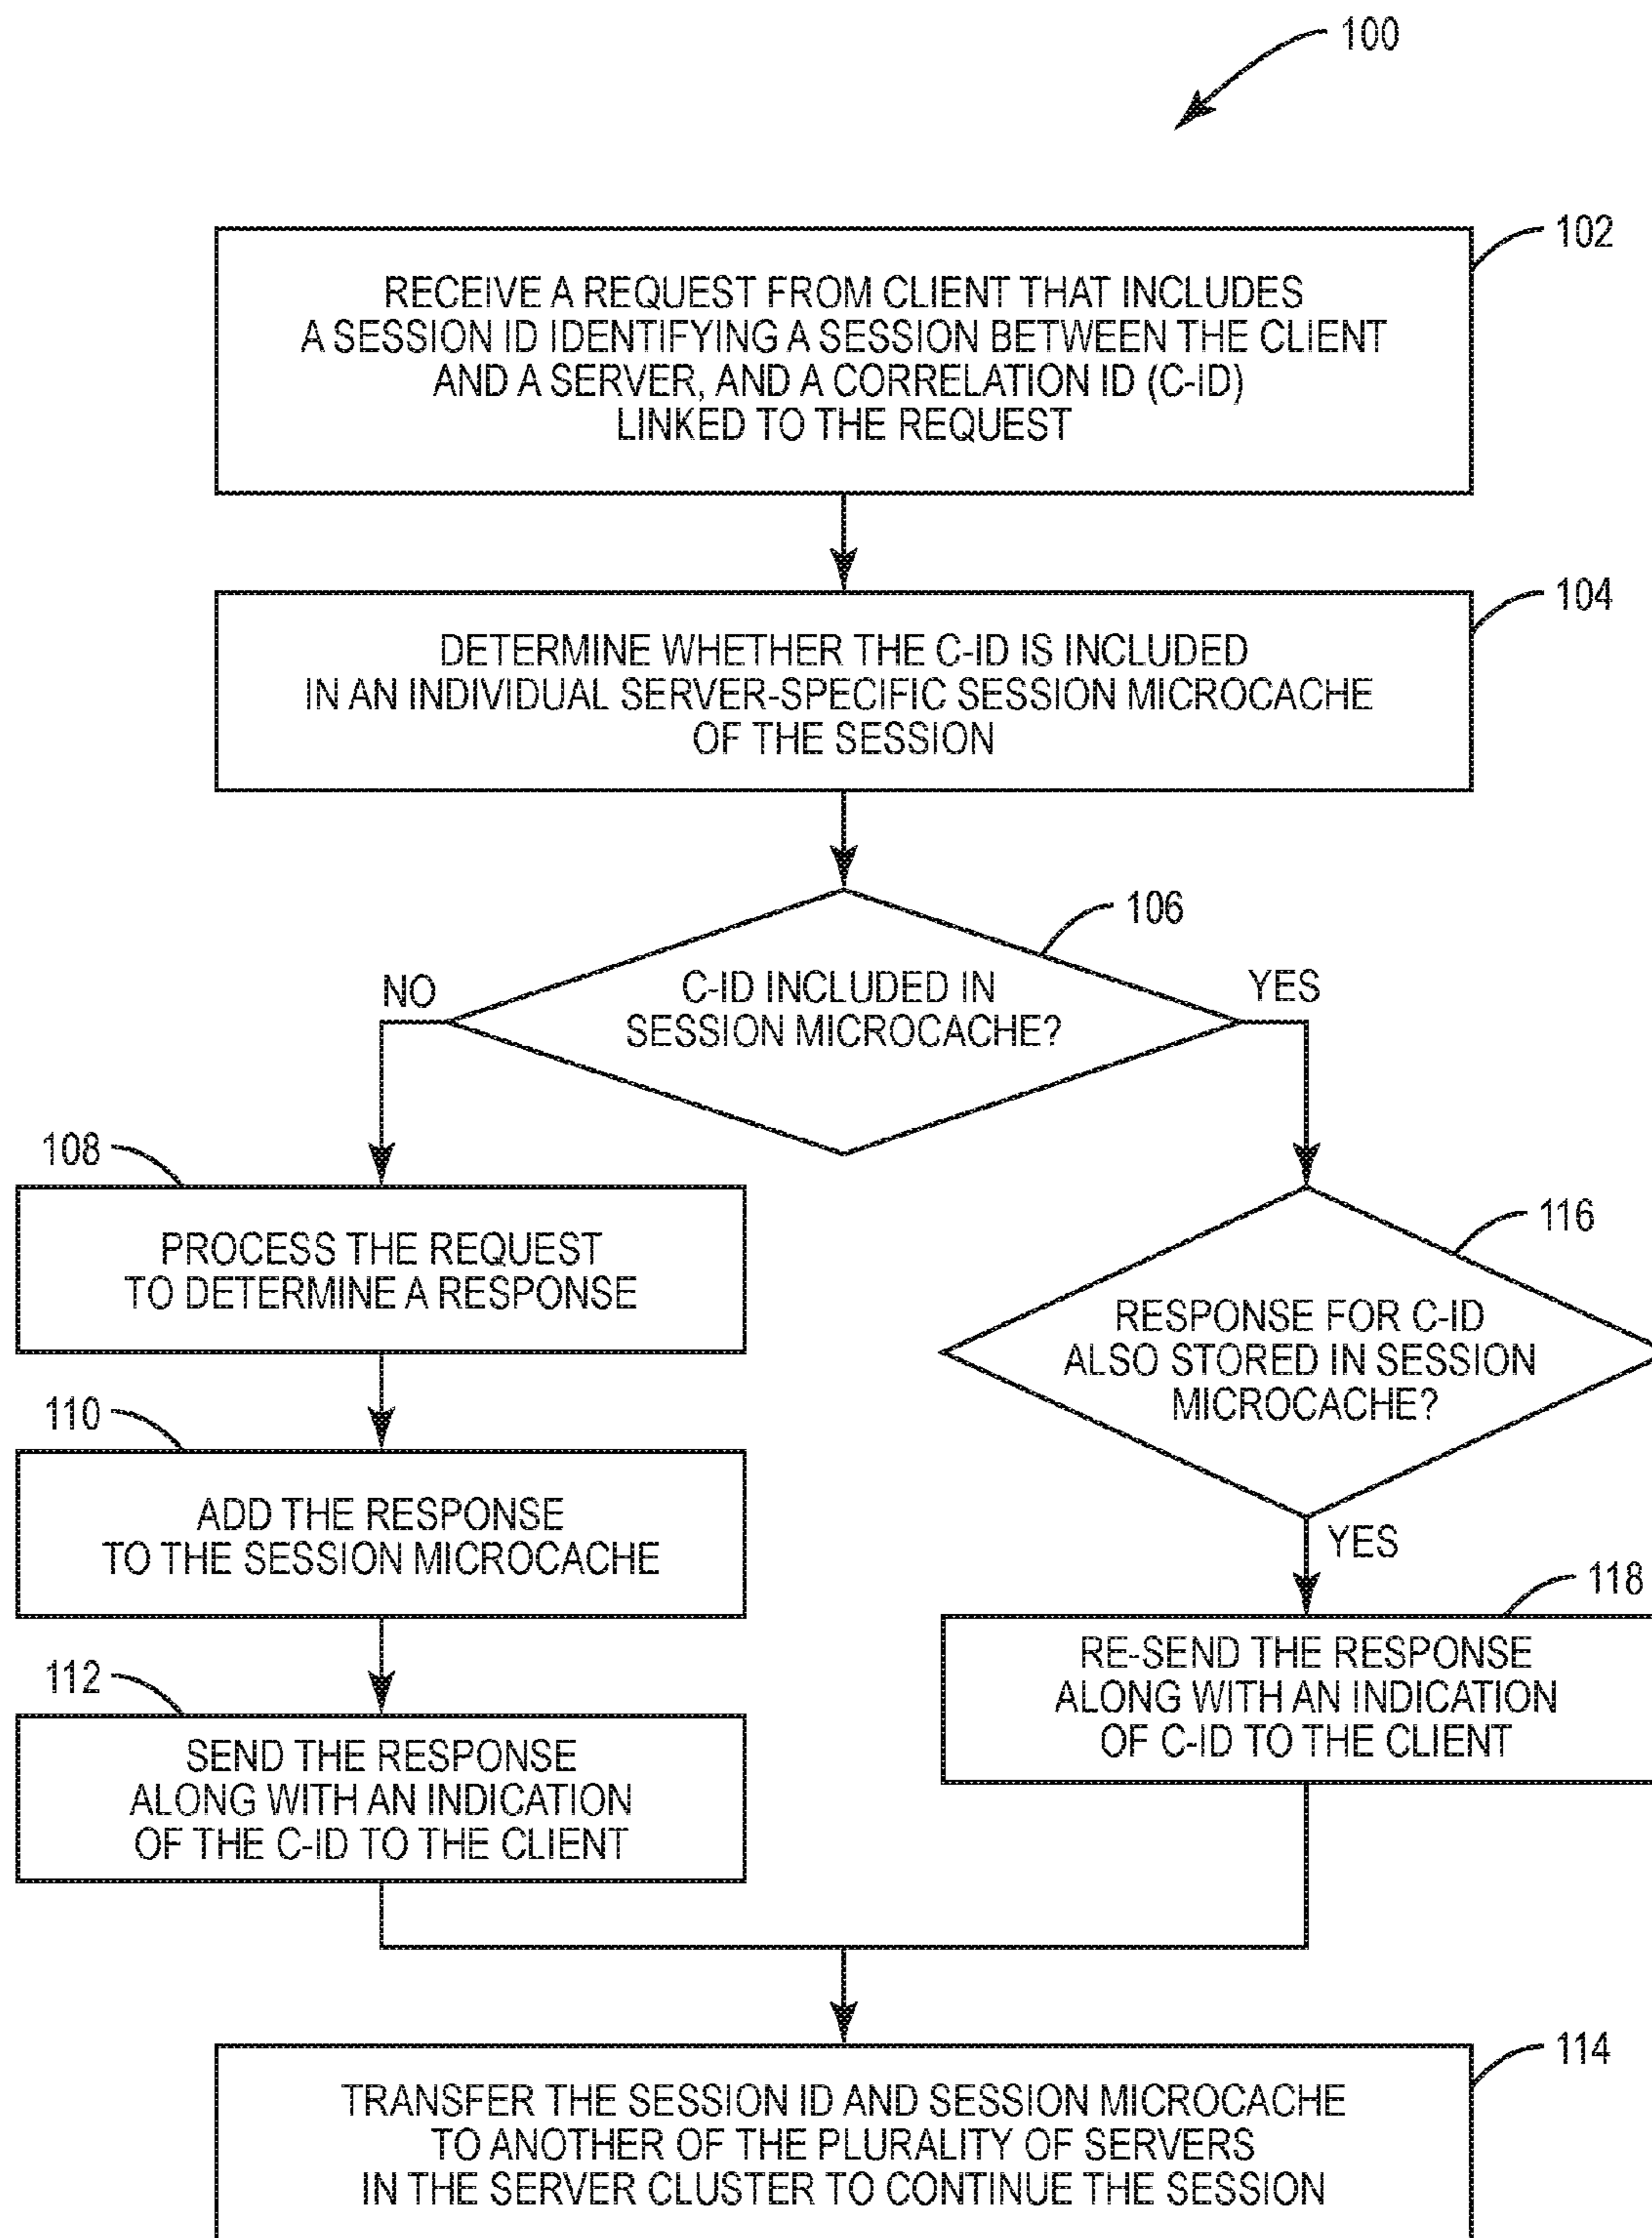 100
102
RECEIVE A REQUEST FROM CLIENT THAT INCLUDES
A SESSION ID IDENTIFYING A SESSION BETWEEN THE CLIENT
AND A SERVER, AND A CORRELATION ID (C-ID)
LINKED TO THE REQUEST
104
DETERMINE WHETHER THE C-ID IS INCLUDED
IN AN INDIVIDUAL SERVER-SPECIFIC SESSION MICROCACHE
OF THE SESSION
106
NO
C-ID INCLUDED IN
SESSION MICROCACHE?
YES
108
PROCESS THE REQUEST
TO DETERMINE A RESPONSE
116
RESPONSE FOR C-ID
ALSO STORED IN SESSION
MICROCACHE?
110
ADD THE RESPONSE
TO THE SESSION MICROCACHE
YES
118
RE-SEND THE RESPONSE
ALONG WITH AN INDICATION
OF C-ID TO THE CLIENT
112
SEND THE RESPONSE
ALONG WITH AN INDICATION
OF THE C-ID TO THE CLIENT
114
TRANSFER THE SESSION ID AND SESSION MICROCACHE
TO ANOTHER OF THE PLURALITY OF SERVERS
IN THE SERVER CLUSTER TO CONTINUE THE SESSION